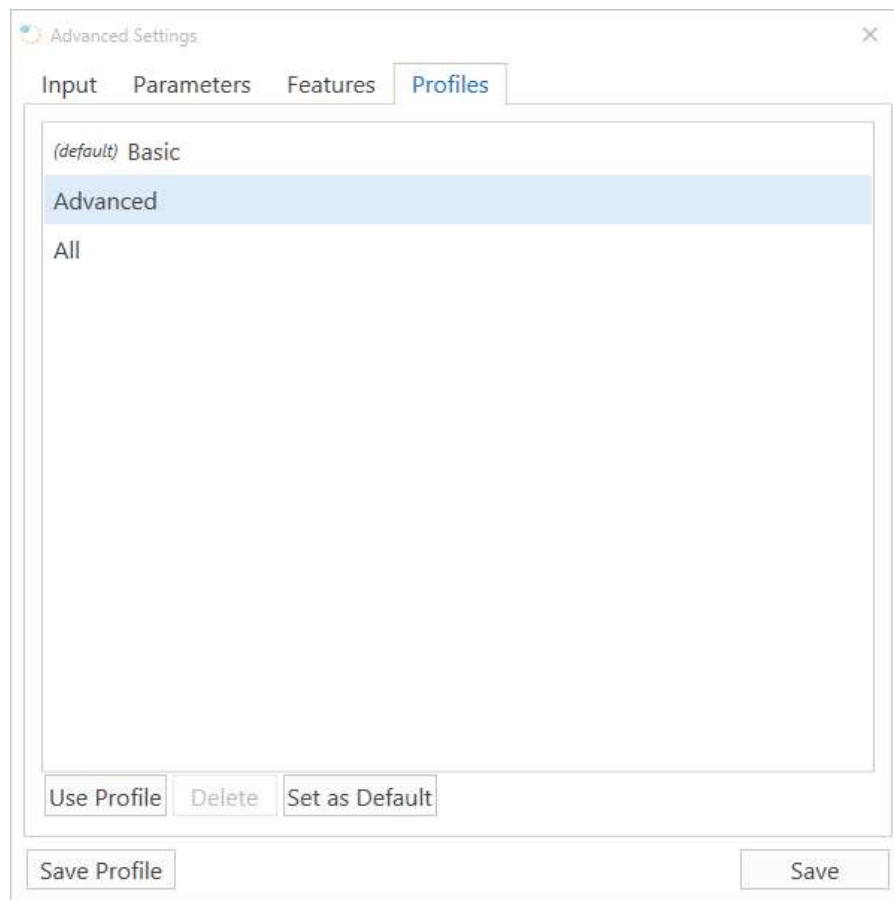 Advanced Settings
Input Parameters Features Profiles
(default) Basic
Advanced
All
Use Profile Delete Set as Default
Save Profile Save